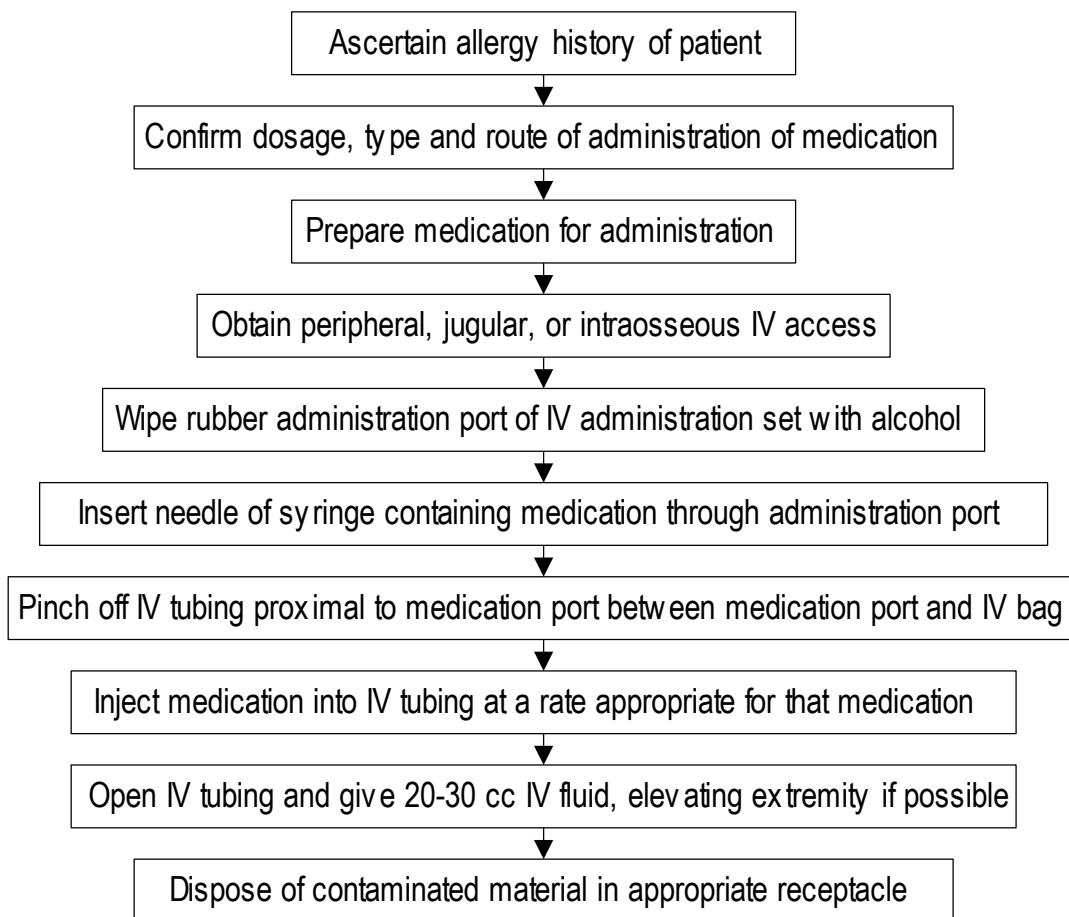 Ascertain allergy history of patient
Confirm dosage, type and route of administration of medication
Prepare medication for administration
Obtain peripheral, jugular, or intraosseous IV access
Wipe rubber administration port of IV administration set with alcohol
Insert needle of syringe containing medication through administration port
Pinch off IV tubing proximal to medication port between medication port and IV bag
Inject medication into IV tubing at a rate appropriate for that medication
Open IV tubing and give 20-30 cc IV fluid, elevating extremity if possible
Dispose of contaminated material in appropriate receptacle